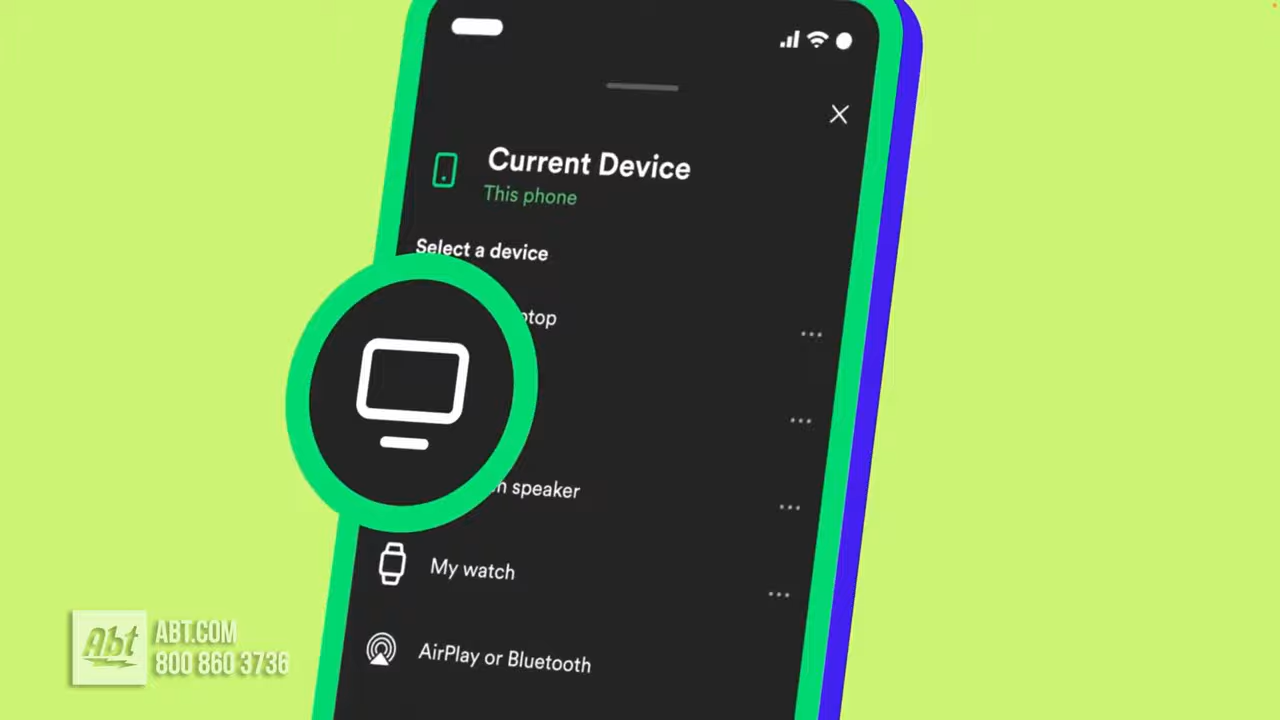 Current Device
This phone
Select a device
speaker
My watch
AirPlay or Bluetooth
Abt
ABT.COM
800 860 3736